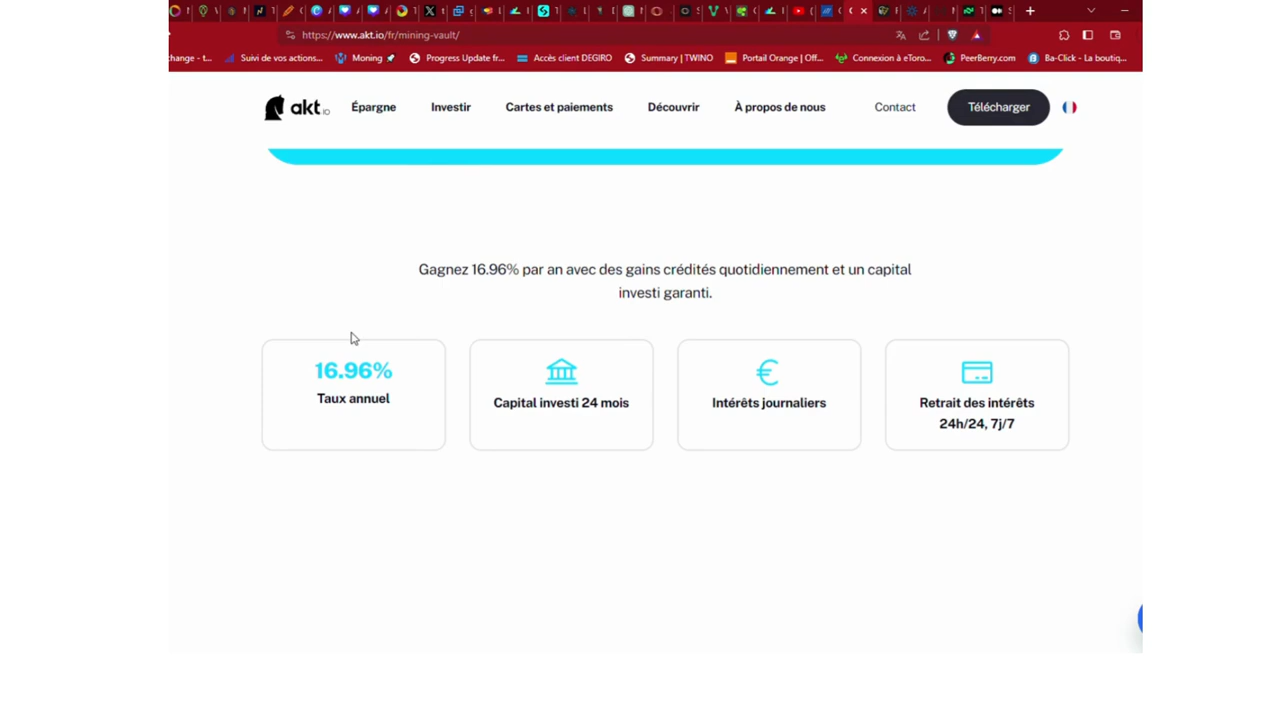 https://www.akt.io/fr/mining-vault/
change - t...
Suivi de vos actions...
Moning
Progress Update fr...
Accès client DEGIRO
Summary | TWINO
Portail Orange | Off...
Connexion à eToro...
PeerBerry.com
Ba-Click - La boutiq...
akt io
Épargne
Investir
Cartes et paiements
Découvrir
À propos de nous
Contact
Télécharger
Gagnez 16.96% par an avec des gains crédités quotidiennement et un capital
investi garanti.
16.96%
Taux annuel
Capital investi 24 mois
Intérêts journaliers
Retrait des intérêts
24h/24, 7j/7